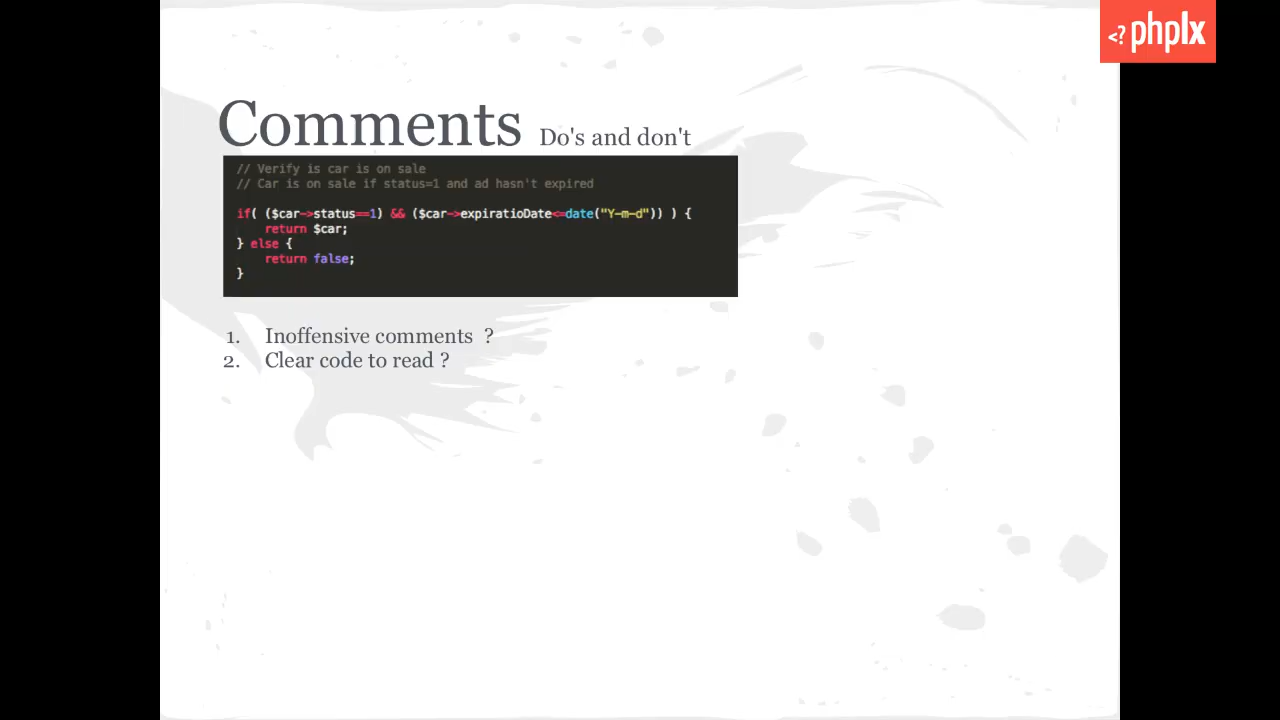 <? phplx
Comments Do's and don't
// Verify is car is on sale
// Car is on sale if status=1 and ad hasn't expired
if( ($car->status==1) && ($car->expiratioDate<=date("Y-m-d")) ) {
return $car;
} else {
return false;
}
1. Inoffensive comments ?
2. Clear code to read ?